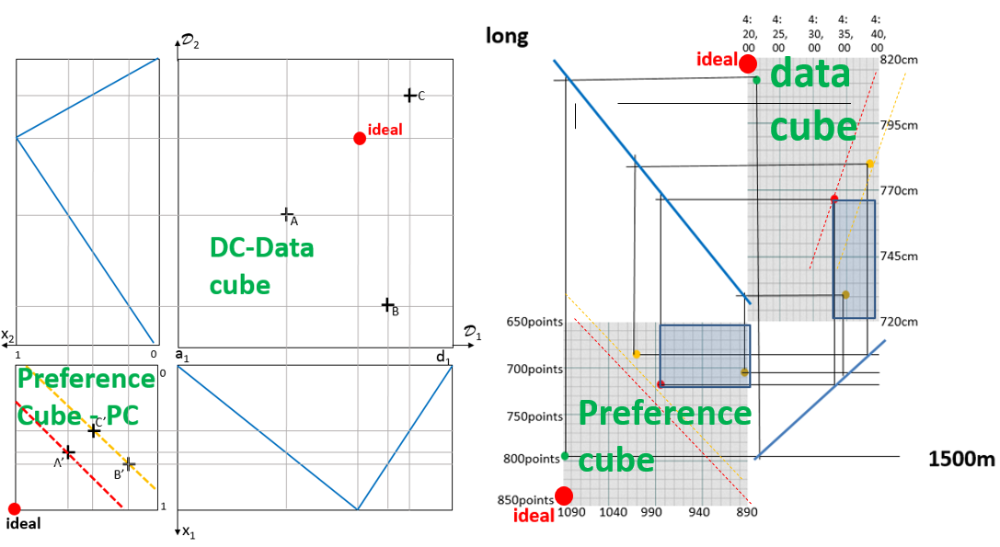 𝒟2
C
ideal
A
DC-Data
cube
B
𝒟1
x2
1
0
a1
d1
Preference
Cube - PC
0
C'
A'
B'
1
ideal
x1
long
4:
20,
00
4:
25,
00
4:
30,
00
4:
35,
00
4:
40,
00
ideal
data
cube
820cm
795cm
770cm
745cm
720cm
650points
700points
750points
800points
850points
Preference
cube
1500m
ideal
1090
1040
990
940
890